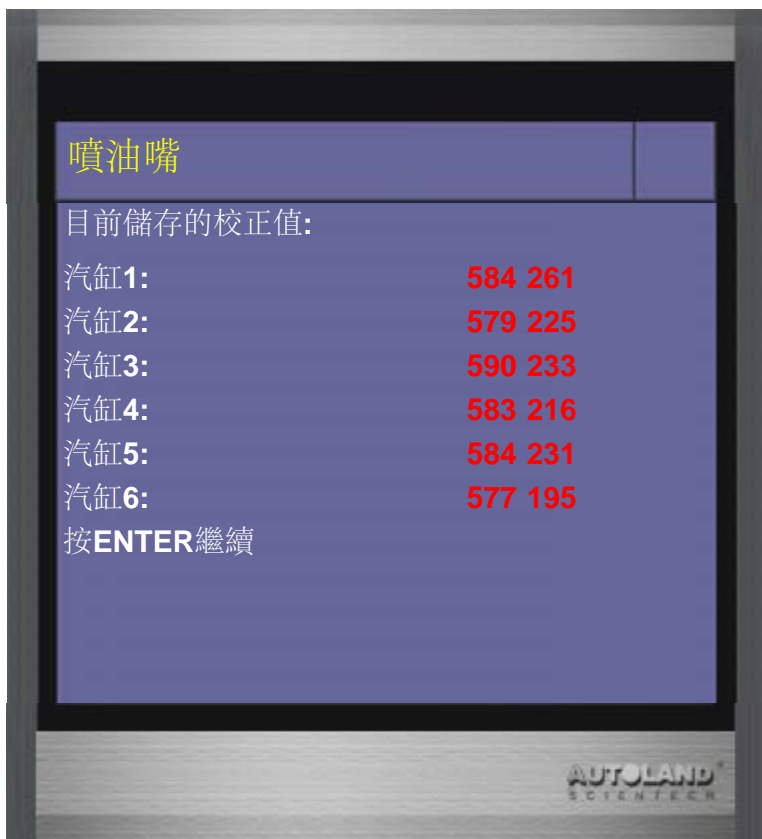 噴油嘴
目前儲存的校正值:
汽缸1: 584 261
汽缸2: 579 225
汽缸3: 590 233
汽缸4: 583 216
汽缸5: 584 231
汽缸6: 577 195
按ENTER繼續
AUTOLAND
SCIENTECH